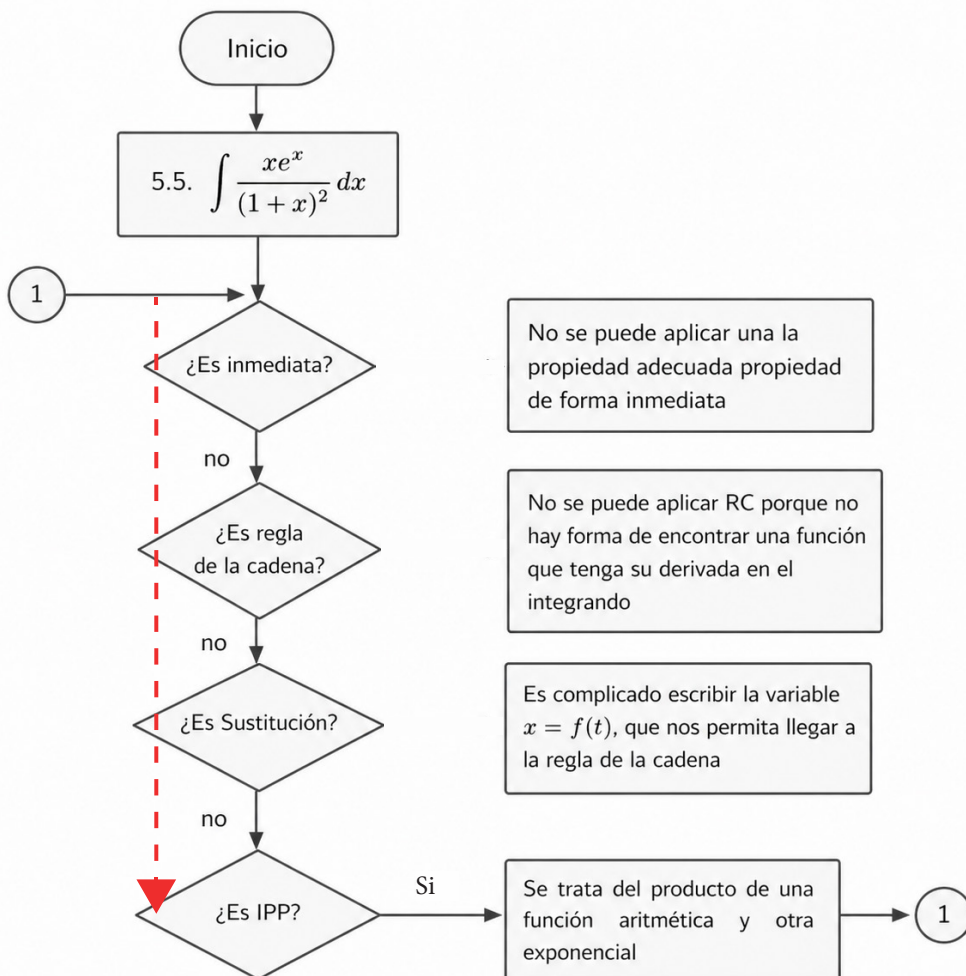 Inicio
5.5. ∫ xe^x / (1 + x)^2 dx
1
¿Es inmediata?
No se puede aplicar una la
propiedad adecuada propiedad
de forma inmediata
no
¿Es regla
de la cadena?
No se puede aplicar RC porque no
hay forma de encontrar una función
que tenga su derivada en el
integrando
no
¿Es Sustitución?
Es complicado escribir la variable
x = f(t), que nos permita llegar a
la regla de la cadena
no
¿Es IPP?
Si
Se trata del producto de una
función aritmética y otra
exponencial
1